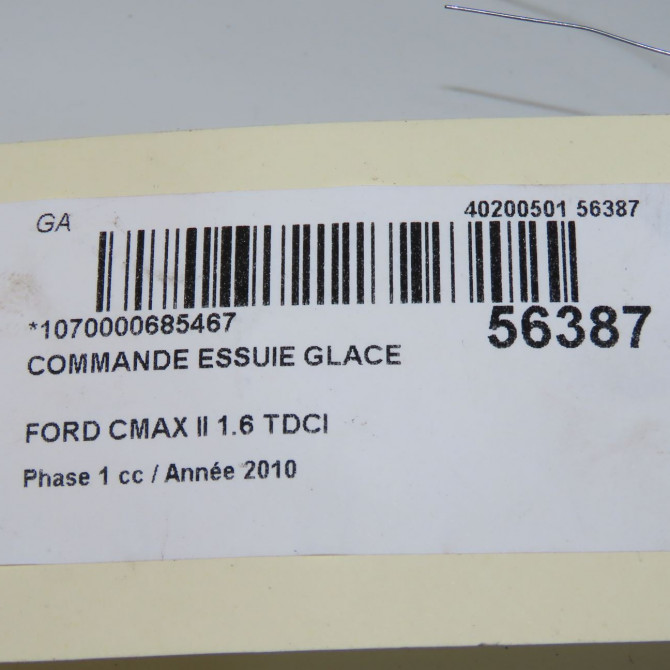 GA
40200501 56387
*1070000685467
56387
COMMANDE ESSUIE GLACE
FORD CMAX II 1.6 TDCI
Phase 1 cc / Année 2010